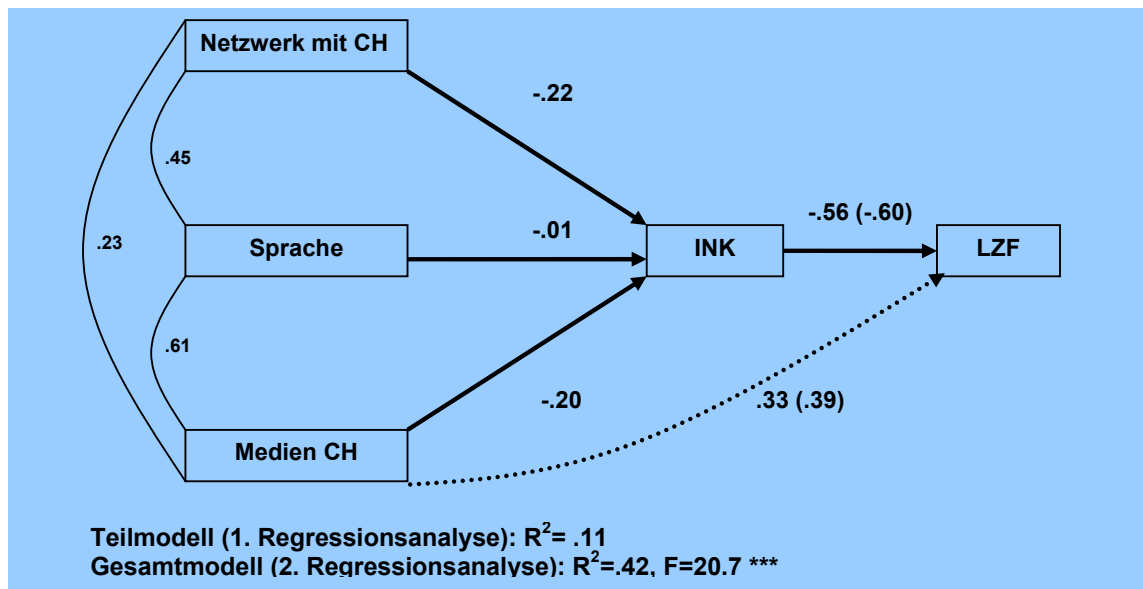 Netzwerk mit CH
-.22
.45
-.56 (-.60)
.23
Sprache
-.01
INK
LZF
.61
-.20
.33 (.39)
Medien CH
Teilmodell (1. Regressionsanalyse): R²= .11
Gesamtmodell (2. Regressionsanalyse): R²=.42, F=20.7 ***